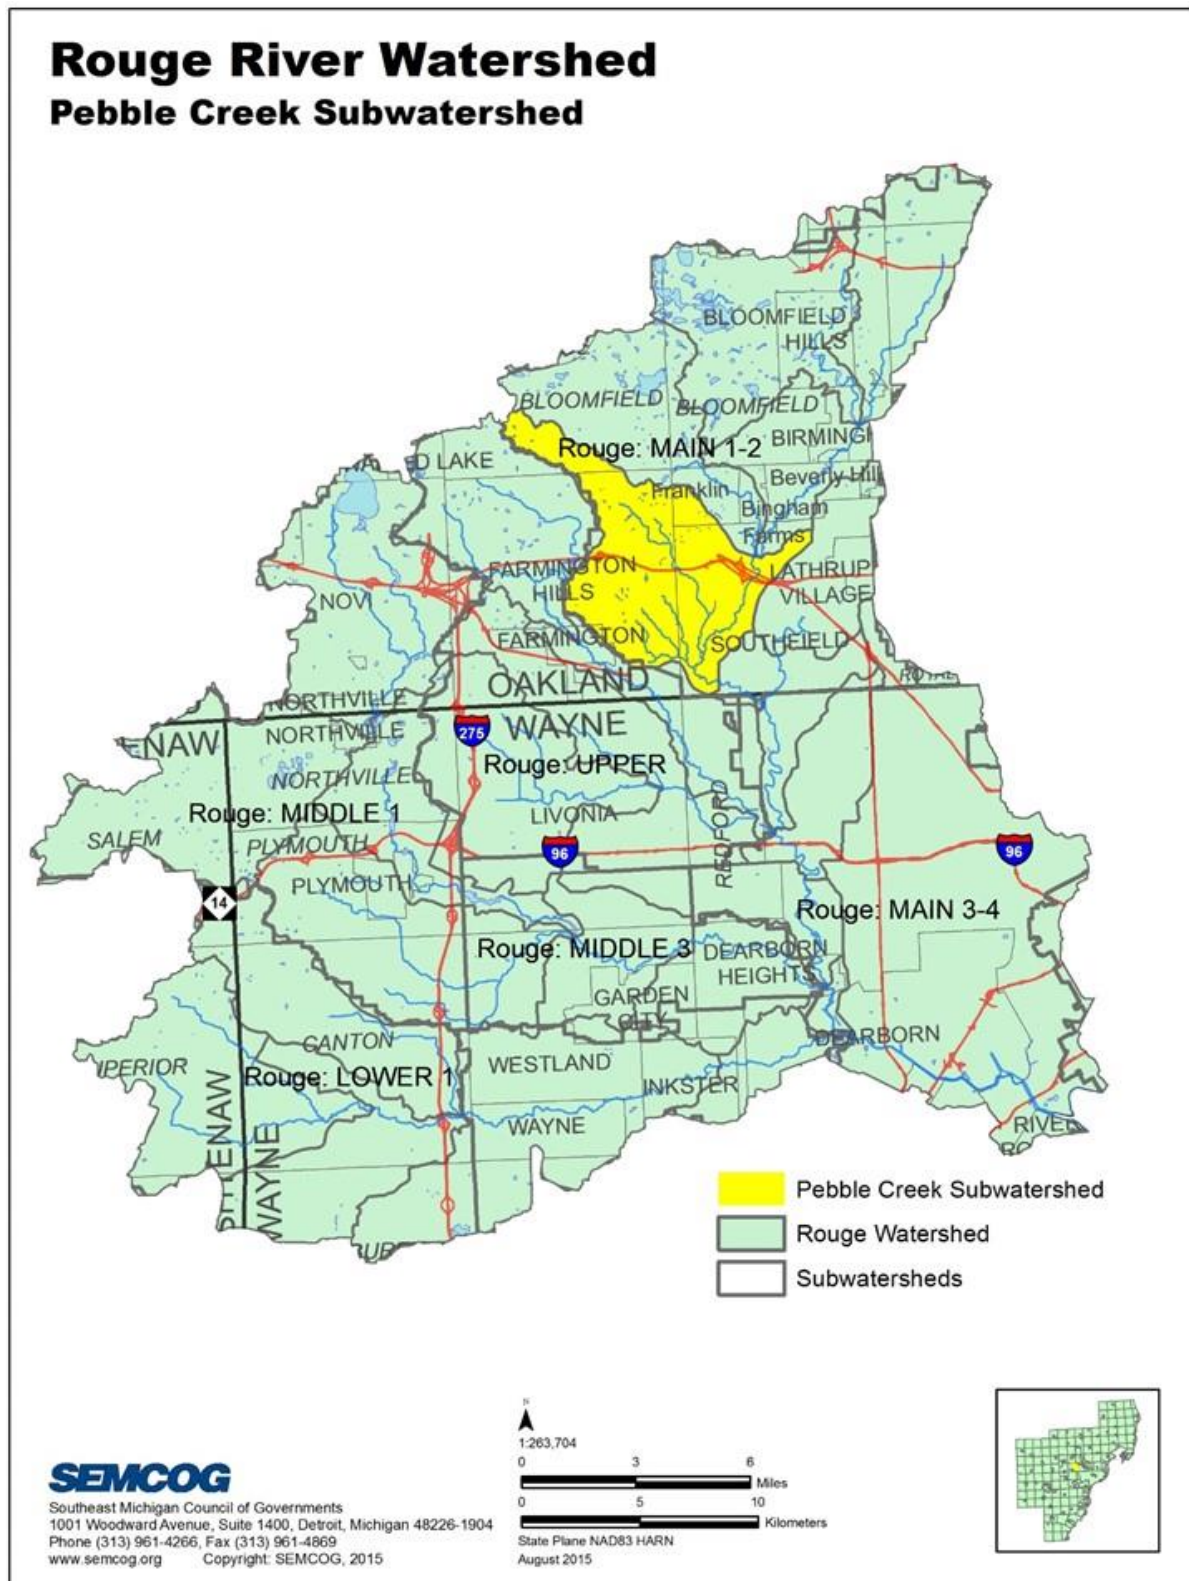 Rouge River Watershed
Pebble Creek Subwatershed
BLOOMFIELD
HILLS
BLOOMFIELD
BLOOMFIELD
Rouge: MAIN 1-2
BIRMING
ED LAKE
Beverly Hill
Franklin
Bingham
Farms
FARMINGTON
HILLS
LATHRUP
VILLAGE
NOVI
FARMINGTON
SOUTHFIELD
OAKLAND
ROYAL
NORTHVILLE
WAYNE
NORTHVILLE
ENAW
275
Rouge: UPPER
NORTHVILLE
REDFORD
Rouge: MIDDLE 1
LIVONIA
SALEM
PLYMOUTH
96
96
PLYMOUTH
14
Rouge: MAIN 3-4
Rouge: MIDDLE 3
DEARBORN
HEIGHTS
GARDEN
CITY
CANTON
DEARBORN
WESTLAND
IPERIOR
Rouge: LOWER 1
INKSTER
WAYNE
RIVER
RO
TENAW
WAYNE
Pebble Creek Subwatershed
Rouge Watershed
Subwatersheds
N
1:263,704
0 3 6
Miles
0 5 10
Kilometers
State Plane NAD83 HARN
August 2015
SEMCOG
Southeast Michigan Council of Governments
1001 Woodward Avenue, Suite 1400, Detroit, Michigan 48226-1904
Phone (313) 961-4266, Fax (313) 961-4869
www.semcog.org Copyright: SEMCOG, 2015